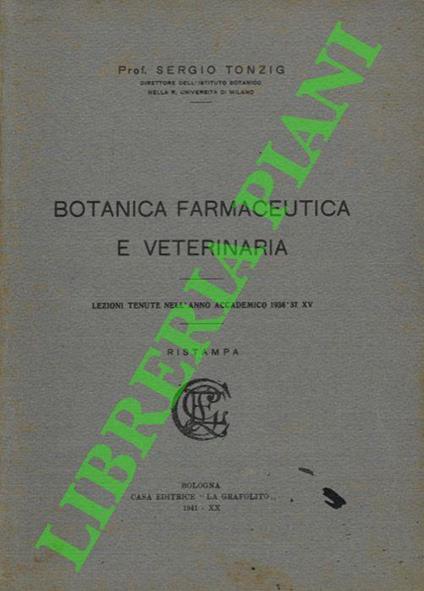 Prof. SERGIO TONZIG
DIRETTORE DELL'ISTITUTO BOTANICO
NELLA R. UNIVERSITÀ DI MILANO
BOTANICA FARMACEUTICA
E VETERINARIA
LEZIONI TENUTE NELL'ANNO ACCADEMICO 1936-'37 XV
RISTAMPA
BOLOGNA
CASA EDITRICE "LA GRAFOLITO,,
1941 - XX
LIBRERIA PIANI